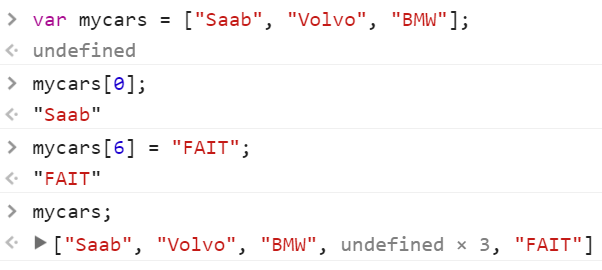 > var mycars = ["Saab", "Volvo", "BMW"];
undefined
> mycars[0];
"Saab"
> mycars[6] = "FAIT";
"FAIT"
> mycars;
["Saab", "Volvo", "BMW", undefined × 3, "FAIT"]